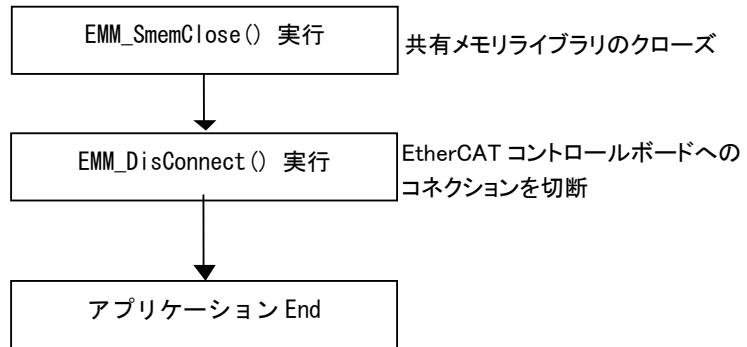 EMM_SmemClose() 実行
共有メモリライブラリのクローズ
EMM_DisConnect() 実行
EtherCAT コントロールボードへの
コネクションを切断
アプリケーション End